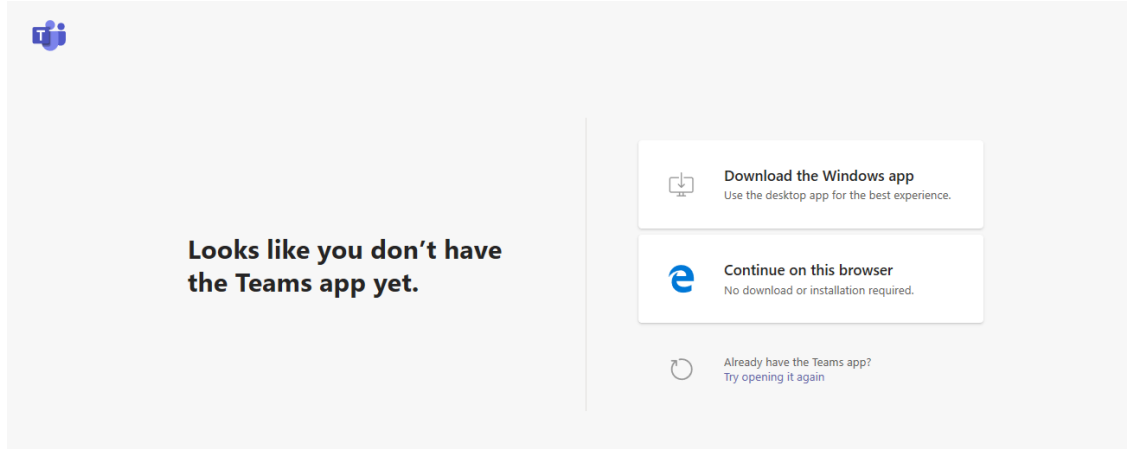 T
Looks like you don’t have
the Teams app yet.
Download the Windows app
Use the desktop app for the best experience.
Continue on this browser
No download or installation required.
Already have the Teams app?
Try opening it again